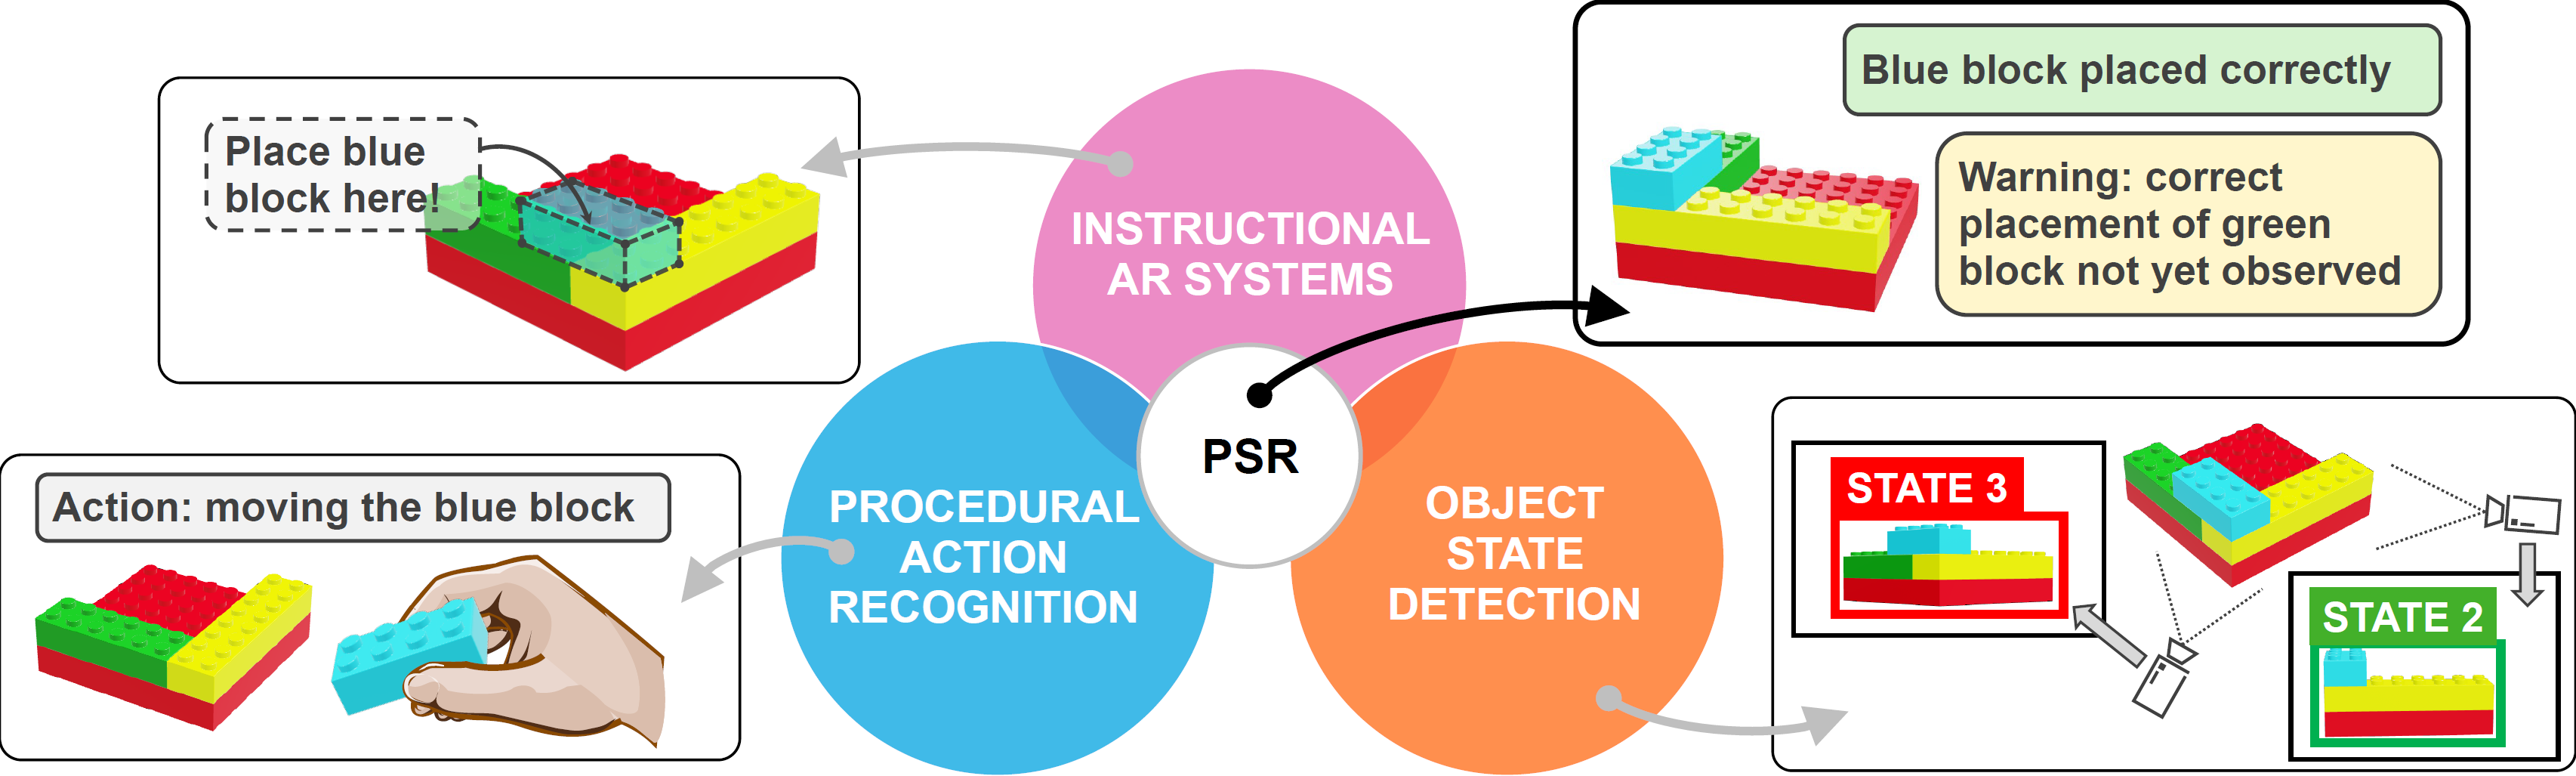 Place blue
block here!
INSTRUCTIONAL
AR SYSTEMS
Blue block placed correctly
Warning: correct
placement of green
block not yet observed
PSR
Action: moving the blue block
PROCEDURAL
ACTION
RECOGNITION
OBJECT
STATE
DETECTION
STATE 3
STATE 2